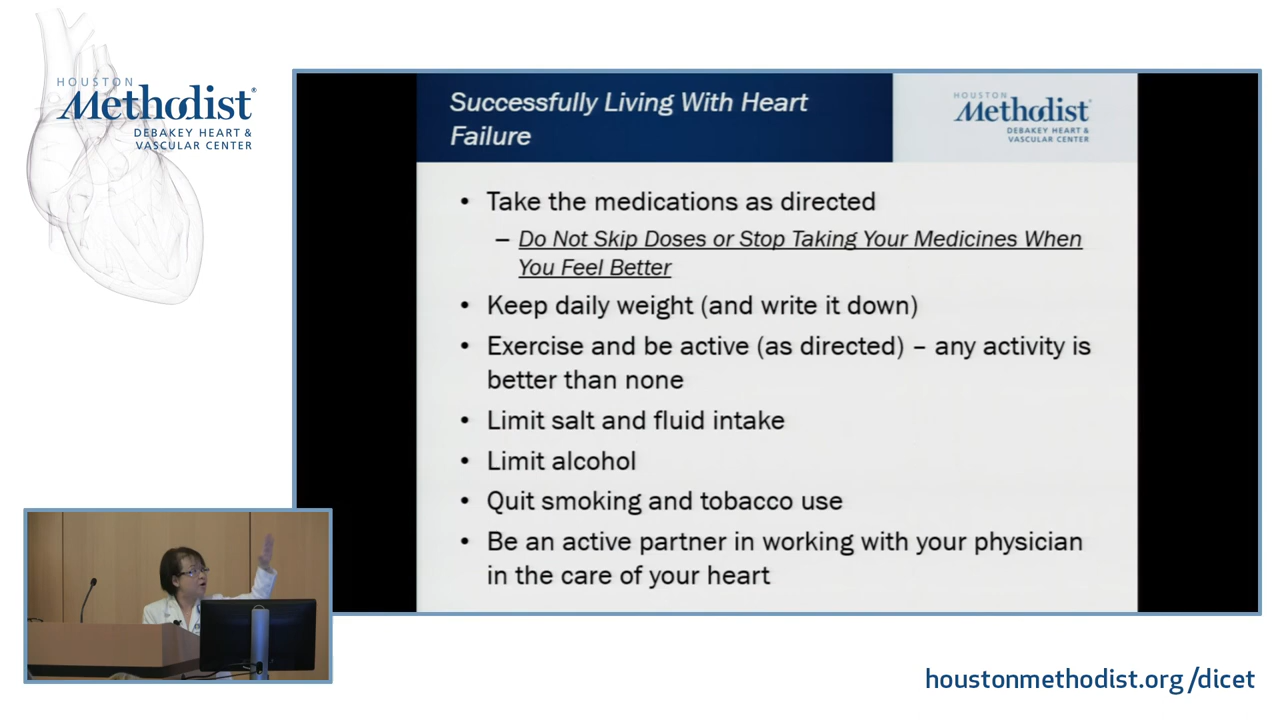 HOUSTON
Methodist®
DEBAKEY HEART &
VASCULAR CENTER
Successfully Living With Heart
Failure
HOUSTON
Methodist
DEBAKEY HEART &
VASCULAR CENTER
• Take the medications as directed
– Do Not Skip Doses or Stop Taking Your Medicines When
You Feel Better
• Keep daily weight (and write it down)
• Exercise and be active (as directed) – any activity is
better than none
• Limit salt and fluid intake
• Limit alcohol
• Quit smoking and tobacco use
• Be an active partner in working with your physician
in the care of your heart
houstonmethodist.org/dicet